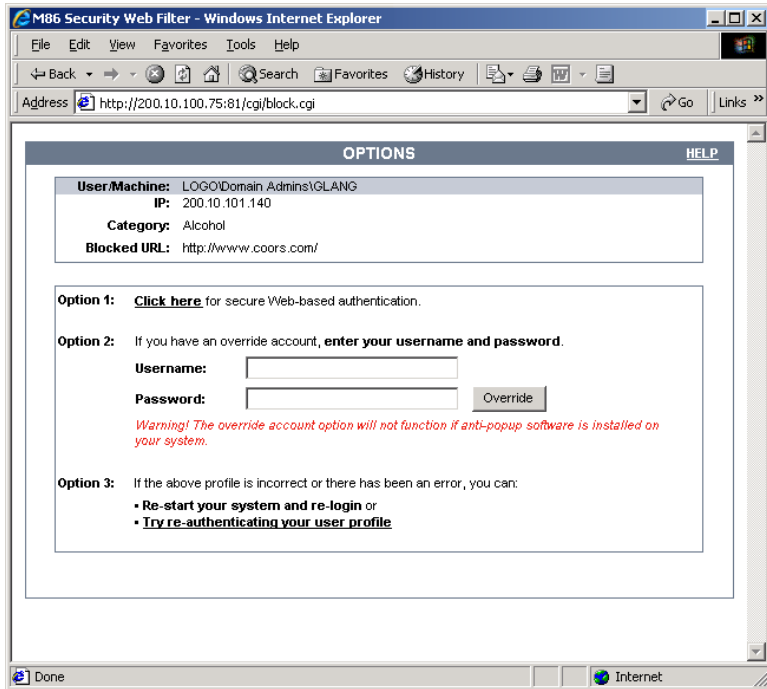 M86 Security Web Filter - Windows Internet Explorer
File Edit View Favorites Tools Help
Back Search Favorites History
Address http://200.10.100.75:81/cgi/block.cgi Go Links »
OPTIONS HELP
User/Machine: LOGO\Domain Admins\GLANG
IP: 200.10.101.140
Category: Alcohol
Blocked URL: http://www.coors.com/
Option 1: Click here for secure Web-based authentication.
Option 2: If you have an override account, enter your username and password.
Username:
Password: Override
Warning! The override account option will not function if anti-popup software is installed on
your system.
Option 3: If the above profile is incorrect or there has been an error, you can:
▪ Re-start your system and re-login or
▪ Try re-authenticating your user profile
Done Internet